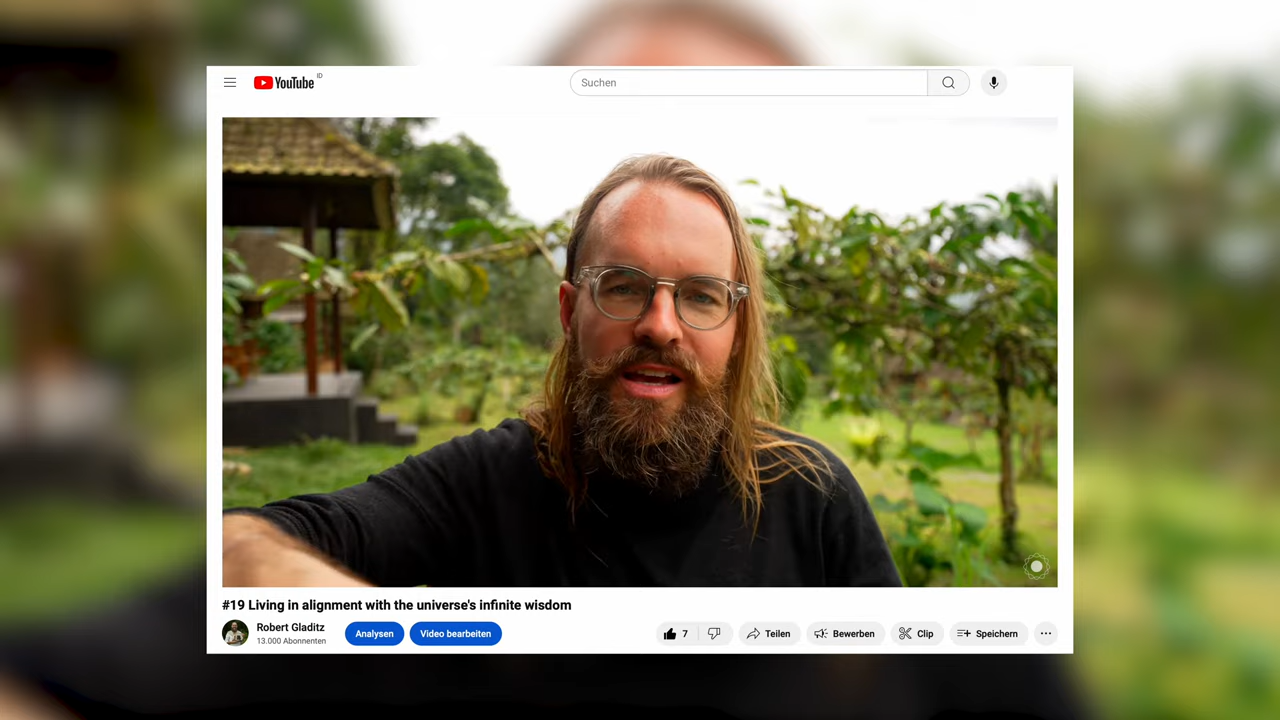 YouTube ID
Suchen
#19 Living in alignment with the universe's infinite wisdom
Robert Gladitz
13.000 Abonnenten
Analysen
Video bearbeiten
7
Teilen
Bewerben
Clip
Speichern